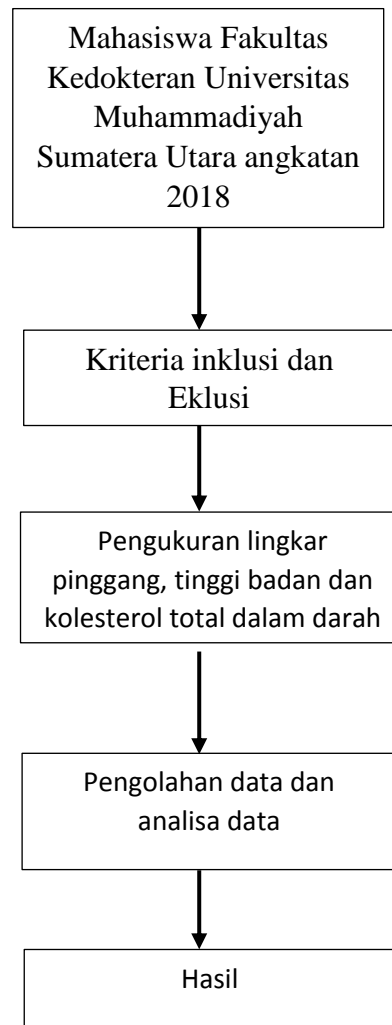 Mahasiswa Fakultas
Kedokteran Universitas
Muhammadiyah
Sumatera Utara angkatan
2018
Kriteria inklusi dan
Eklusi
Pengukuran lingkar
pinggang, tinggi badan dan
kolesterol total dalam darah
Pengolahan data dan
analisa data
Hasil